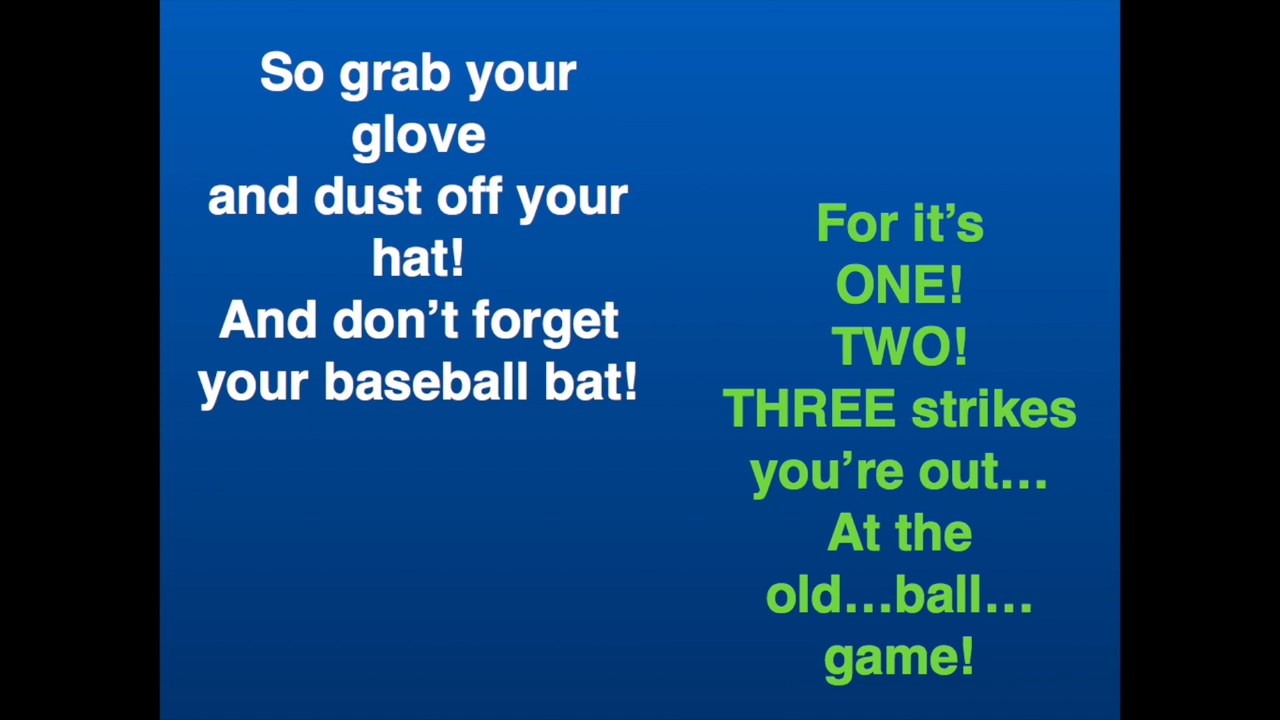 So grab your
glove
and dust off your
hat!
And don’t forget
your baseball bat!
For it’s
ONE!
TWO!
THREE strikes
you’re out…
At the
old…ball…
game!